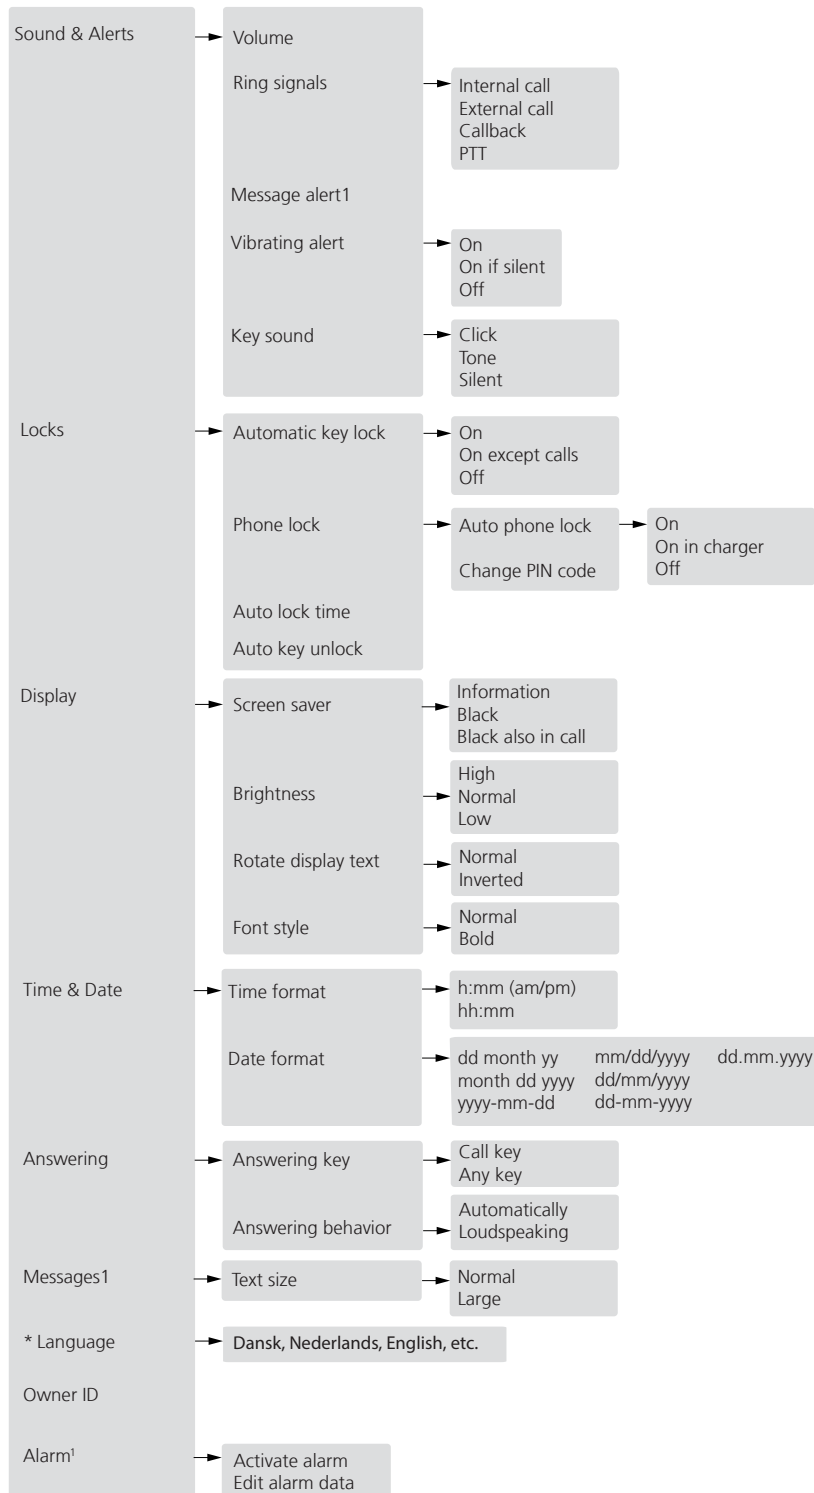 Sound & Alerts
Volume
Ring signals
Internal call
External call
Callback
PTT
Message alert1
Vibrating alert
On
On if silent
Off
Key sound
Click
Tone
Silent
Locks
Automatic key lock
On
On except calls
Off
Phone lock
Auto phone lock
On
On in charger
Off
Change PIN code
Auto lock time
Auto key unlock
Display
Screen saver
Information
Black
Black also in call
Brightness
High
Normal
Low
Rotate display text
Normal
Inverted
Font style
Normal
Bold
Time & Date
Time format
h:mm (am/pm)
hh:mm
Date format
dd month yy mm/dd/yyyy dd.mm.yyyy
month dd yyyy dd/mm/yyyy
yyyy-mm-dd dd-mm-yyyy
Answering
Answering key
Call key
Any key
Answering behavior
Automatically
Loudspeaking
Messages1
Text size
Normal
Large
* Language
Dansk, Nederlands, English, etc.
Owner ID
Alarm¹
Activate alarm
Edit alarm data